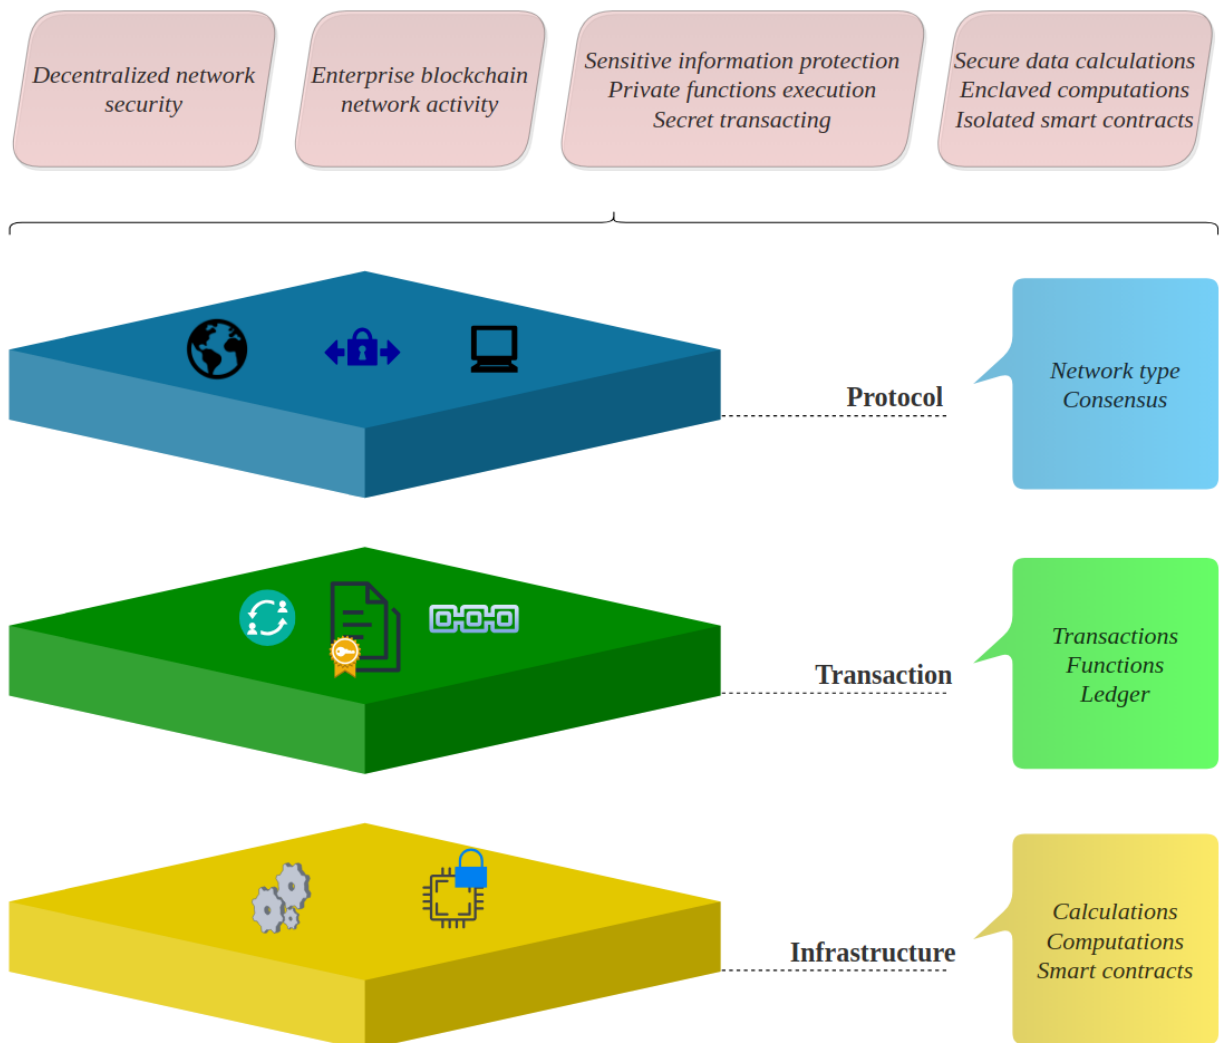 Decentralized network
security
Enterprise blockchain
network activity
Sensitive information protection
Private functions execution
Secret transacting
Secure data calculations
Enclaved computations
Isolated smart contracts
Protocol
Network type
Consensus
Transaction
Transactions
Functions
Ledger
Infrastructure
Calculations
Computations
Smart contracts